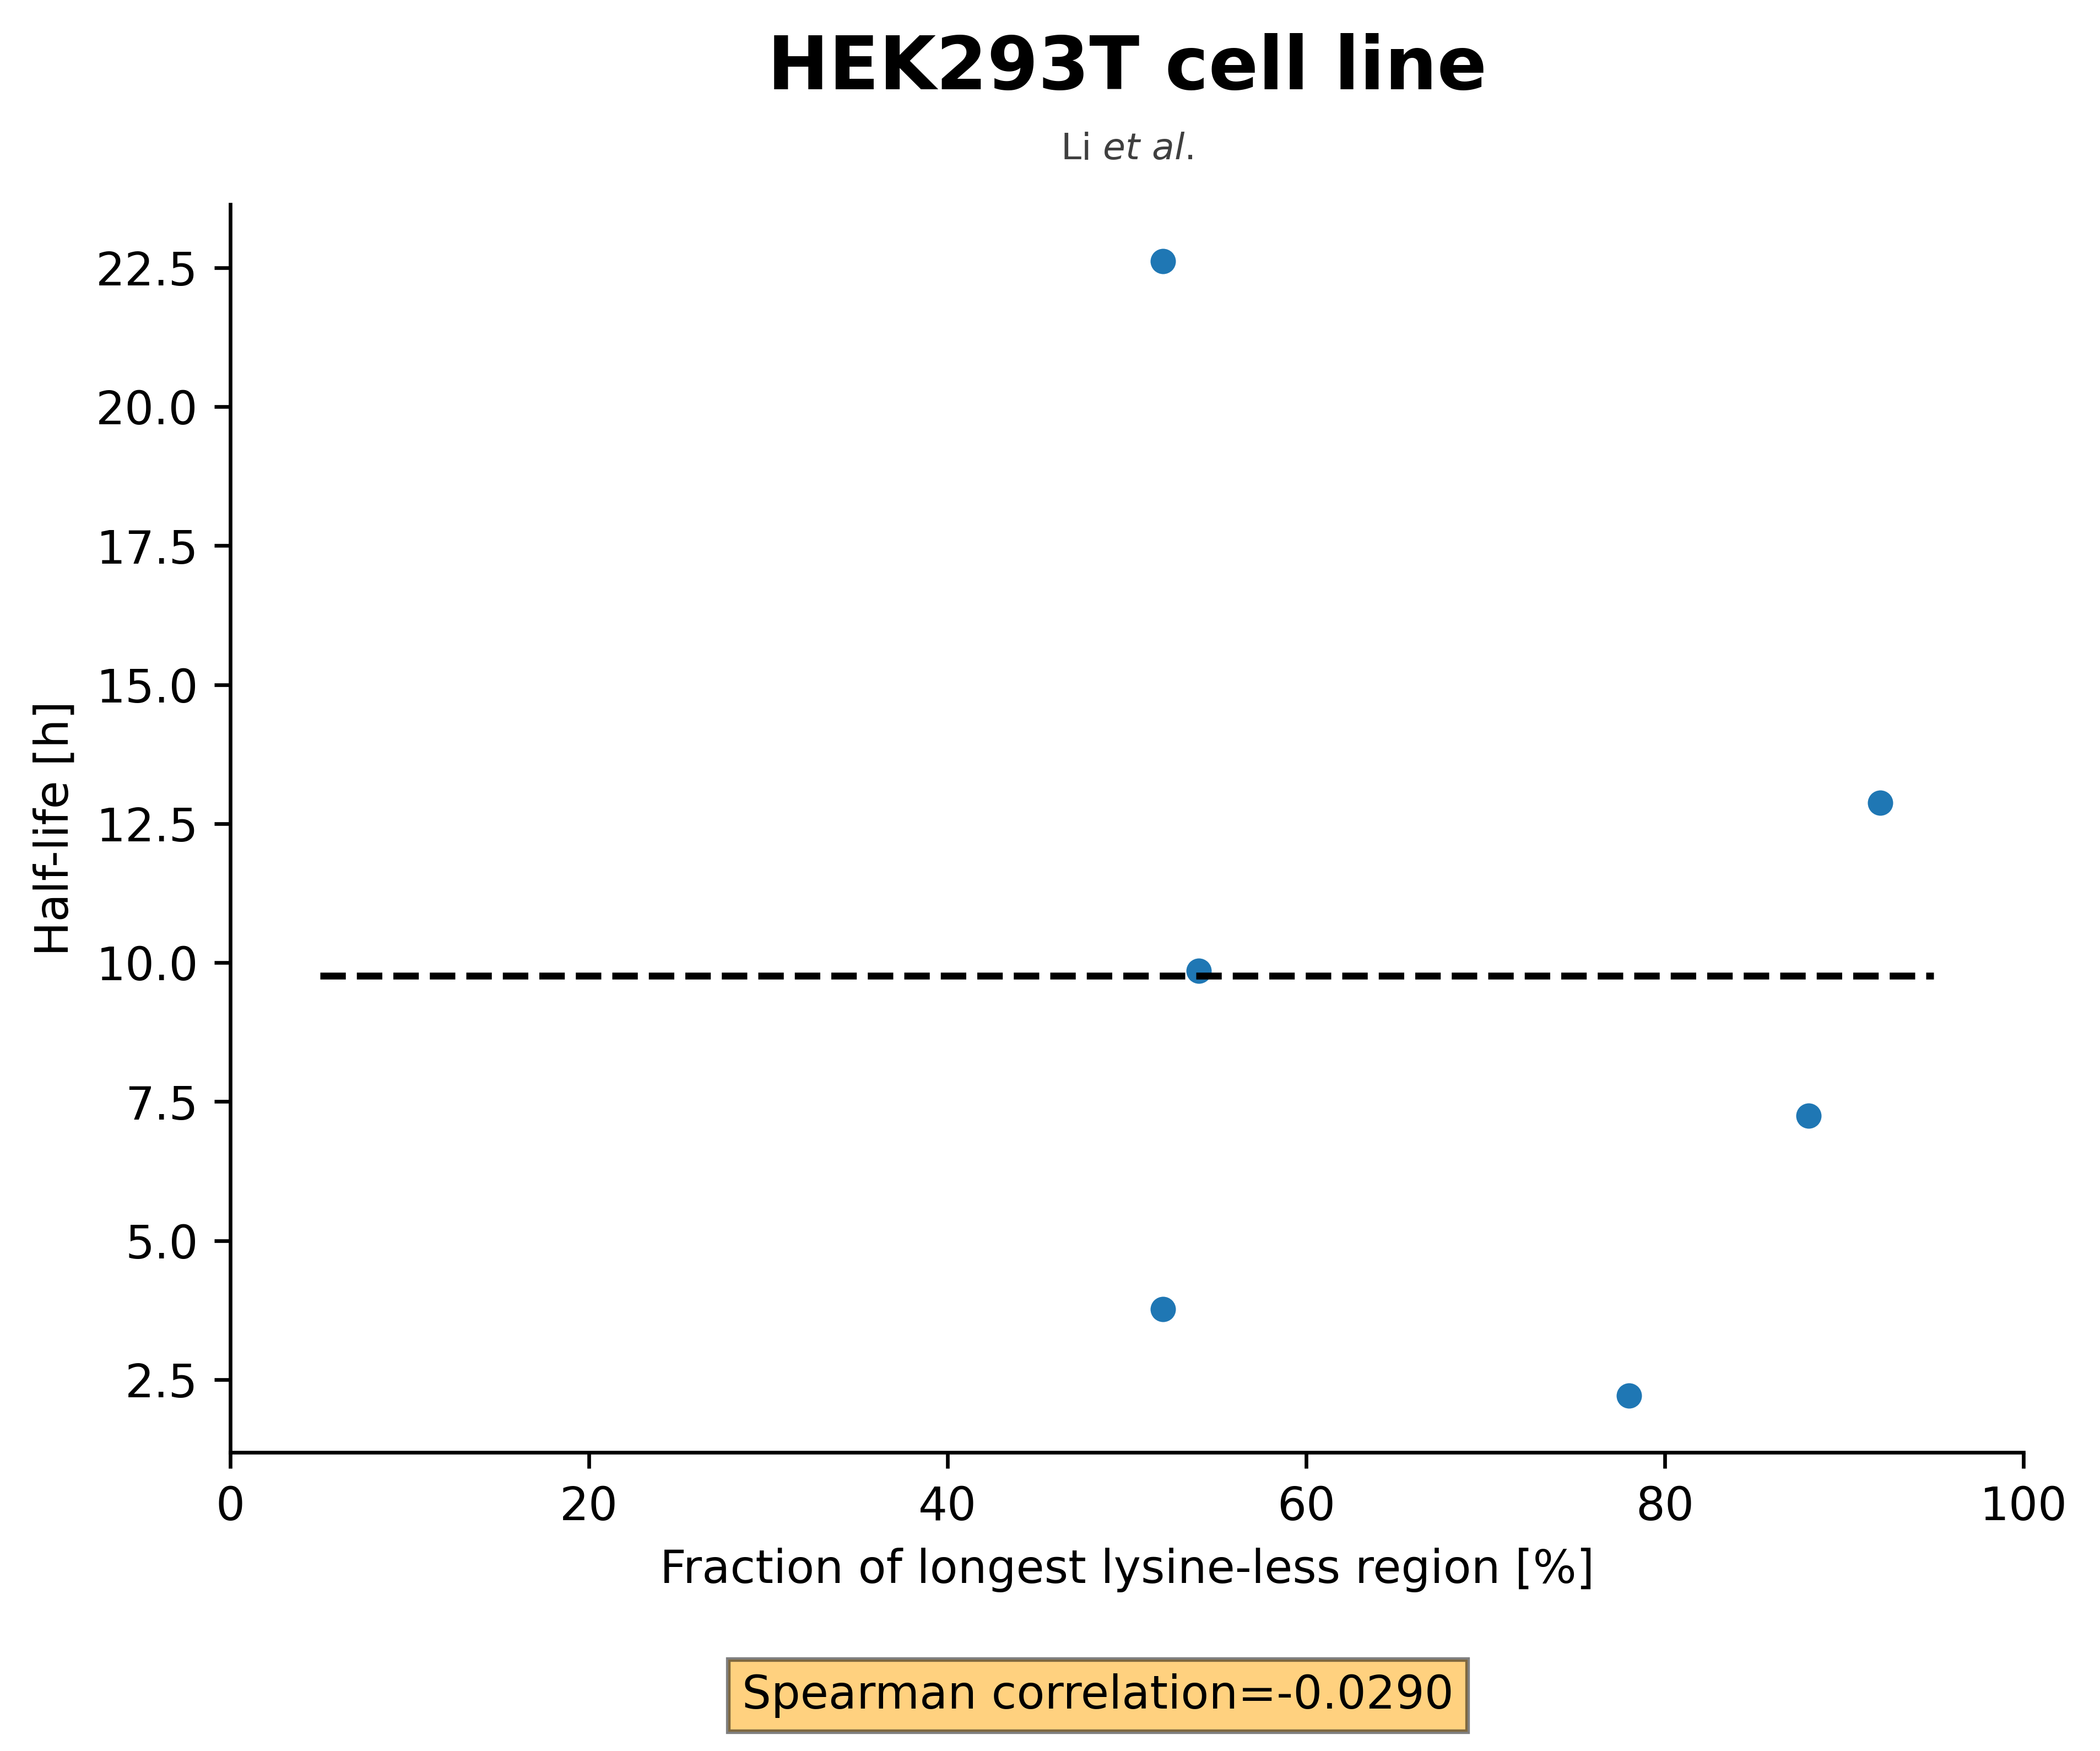 HEK293T cell line
Li et al.
22.5
20.0
17.5
15.0
12.5
10.0
7.5
5.0
2.5
Half-life [h]
0 20 40 60 80 100
Fraction of longest lysine-less region [%]
Spearman correlation=-0.0290